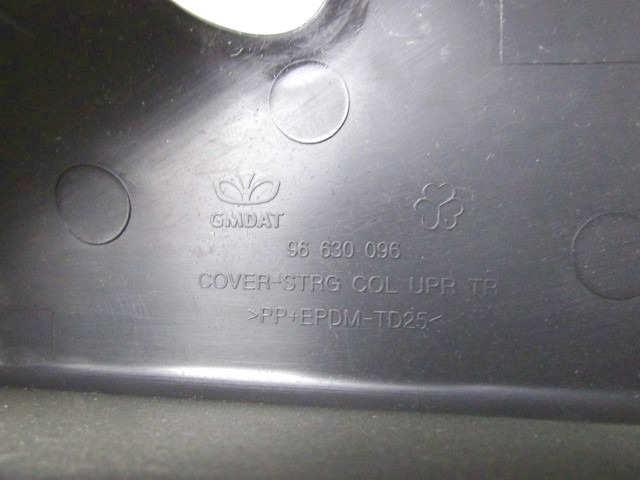 GMDAT
96 630 096
COVER-STRG COL UPR TR
>PP+EPDM-TD25<